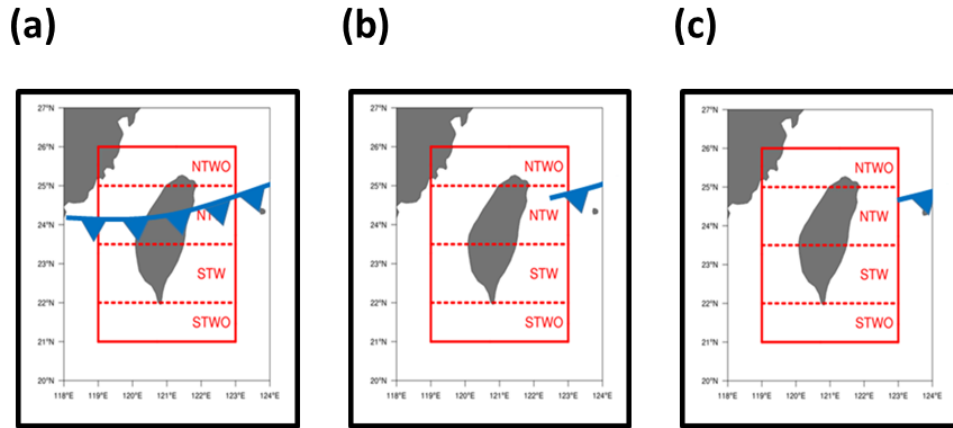 (a) (b) (c)
27°N 27°N 27°N
26°N 26°N 26°N
NTWO NTWO NTWO
25°N 25°N 25°N
24°N NTW 24°N NTW 24°N NTW
23°N STW 23°N STW 23°N STW
22°N 22°N 22°N
STWO STWO STWO
21°N 21°N 21°N
20°N 20°N 20°N
118°E 119°E 120°E 121°E 122°E 123°E 124°E 118°E 119°E 120°E 121°E 122°E 123°E 124°E 118°E 119°E 120°E 121°E 122°E 123°E 124°E